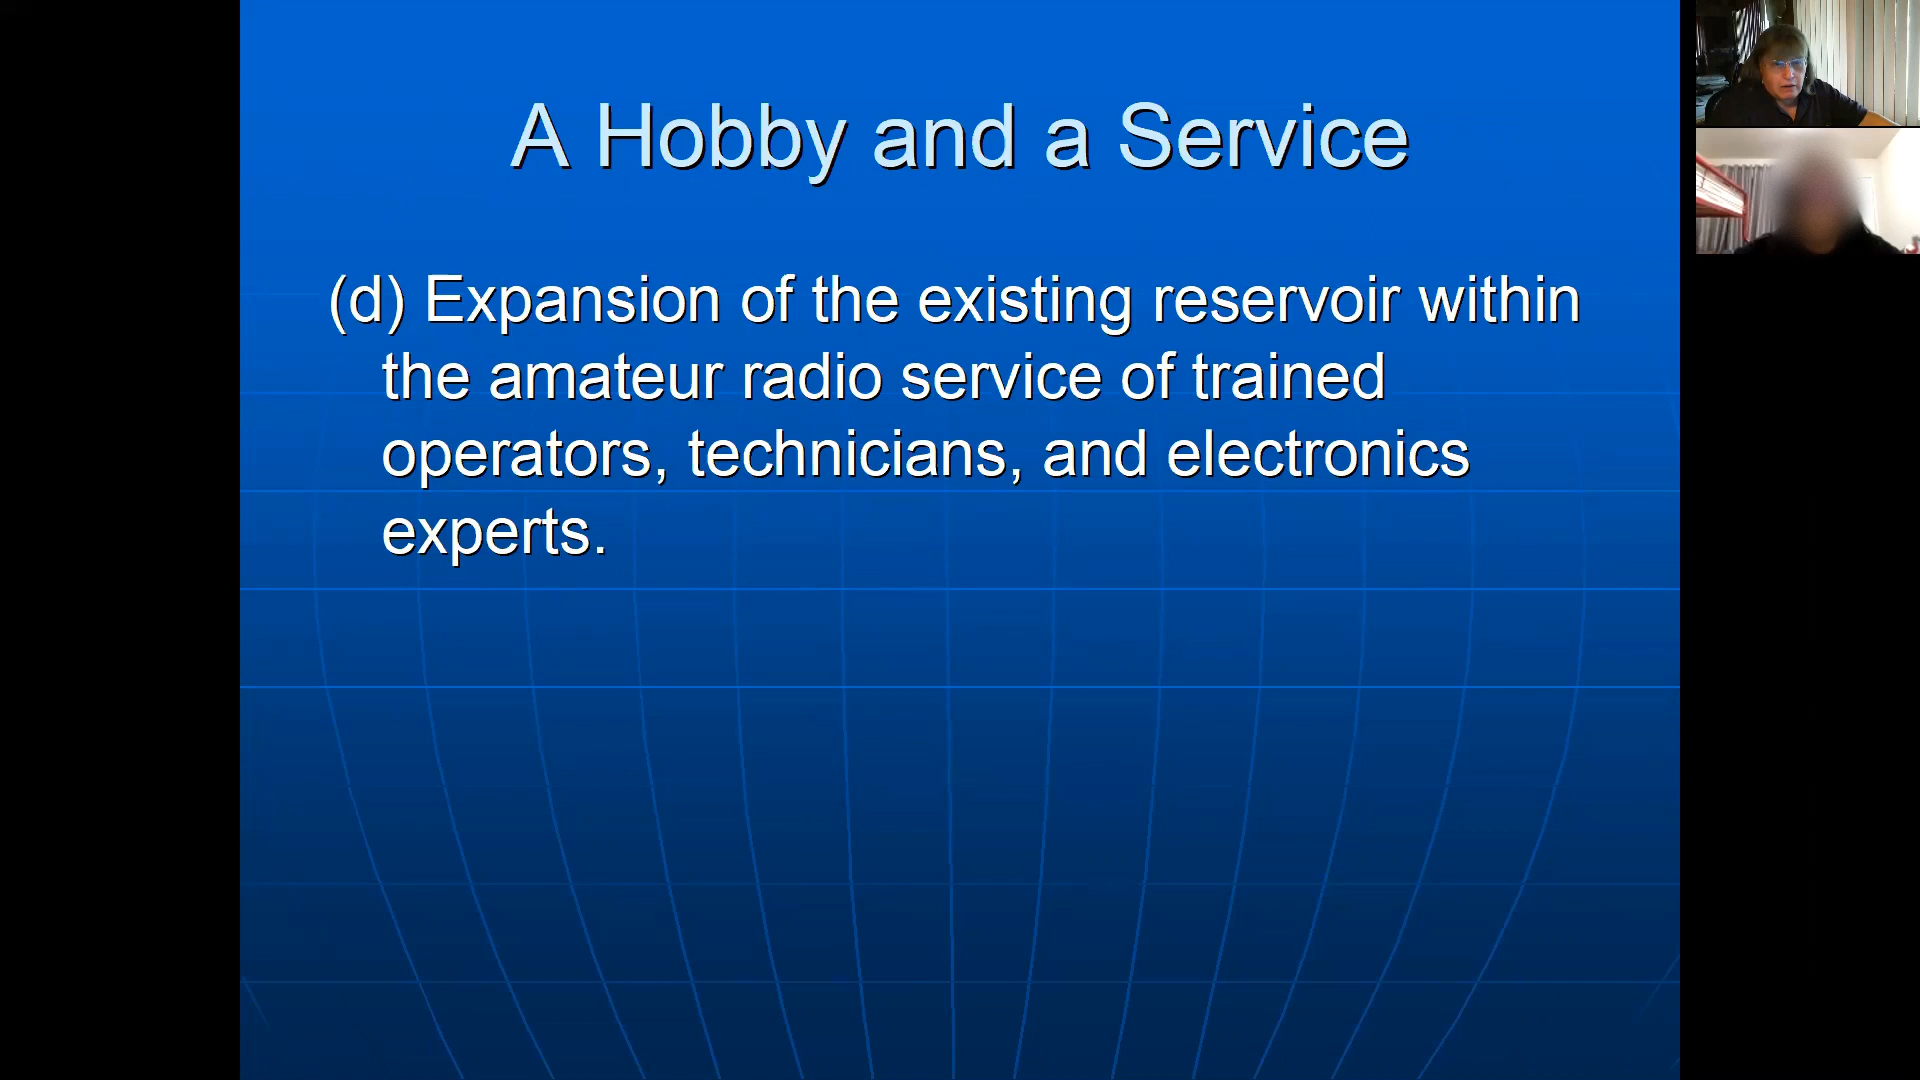 A Hobby and a Service
(d) Expansion of the existing reservoir within
the amateur radio service of trained
operators, technicians, and electronics
experts.